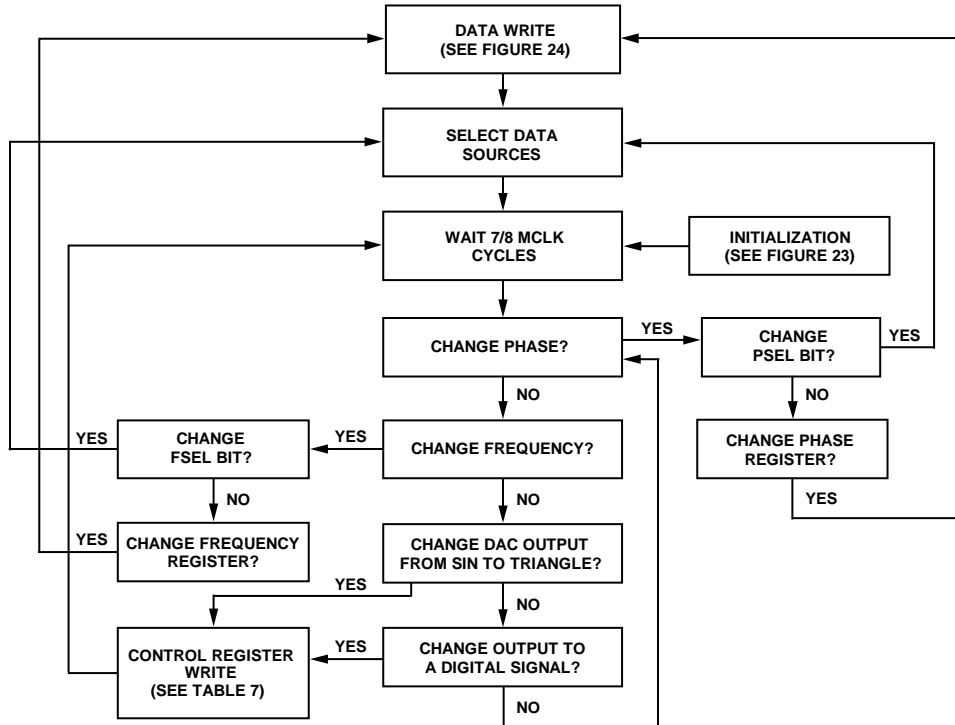 DATA WRITE
(SEE FIGURE 24)
SELECT DATA
SOURCES
WAIT 7/8 MCLK
CYCLES
INITIALIZATION
(SEE FIGURE 23)
CHANGE PHASE?
YES
CHANGE
PSEL BIT?
YES
NO
NO
CHANGE PHASE
REGISTER?
YES
CHANGE FREQUENCY?
YES
CHANGE
FSEL BIT?
YES
NO
NO
CHANGE FREQUENCY
REGISTER?
YES
CHANGE DAC OUTPUT
FROM SIN TO TRIANGLE?
YES
NO
CONTROL REGISTER
WRITE
(SEE TABLE 7)
YES
CHANGE OUTPUT TO
A DIGITAL SIGNAL?
NO